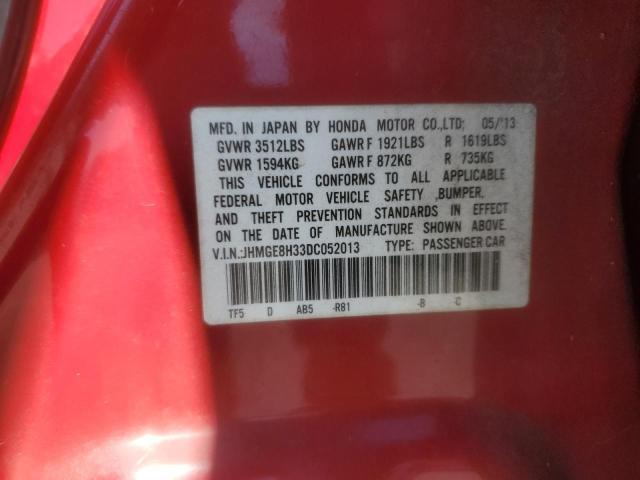 MFD. IN JAPAN BY HONDA MOTOR CO.,LTD; 05/'13
GVWR 3512LBS GAWR F 1921LBS R 1619LBS
GVWR 1594KG GAWR F 872KG R 735KG
THIS VEHICLE CONFORMS TO ALL APPLICABLE
FEDERAL MOTOR VEHICLE SAFETY ,BUMPER,
AND THEFT PREVENTION STANDARDS IN EFFECT
ON THE DATE OF MANUFACTURE SHOWN ABOVE.
V.I.N.:JHMGE8H33DC052013 TYPE: PASSENGER CAR
TF5 D AB5 -R81 -B -C